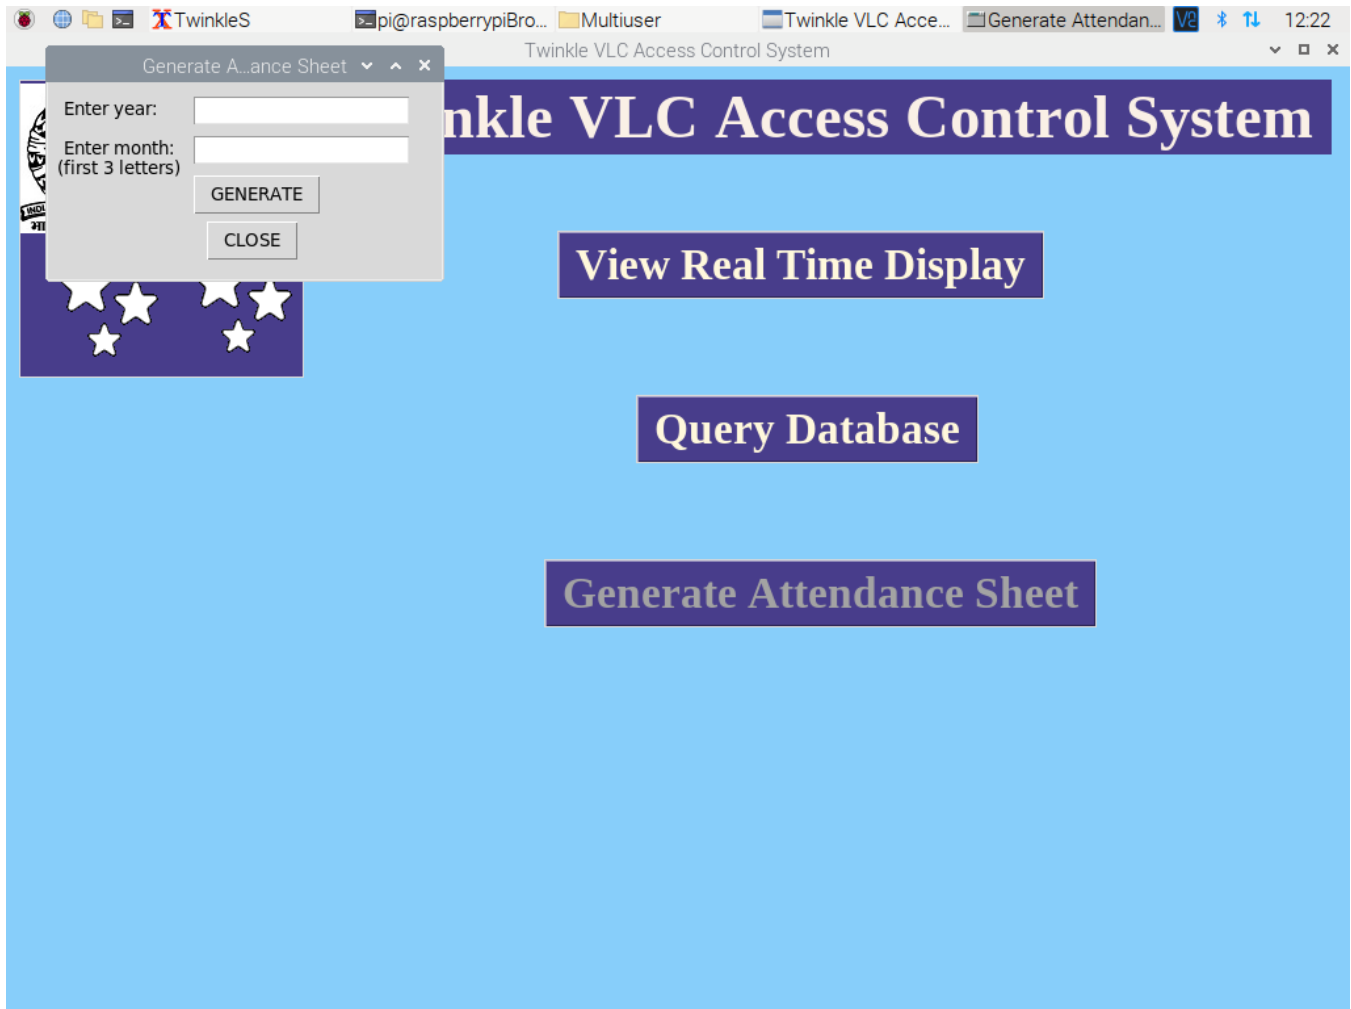 TwinkleS
pi@raspberrypiBro...
Multiuser
Twinkle VLC Acce...
Generate Attendan...
V2
12:22
Twinkle VLC Access Control System
Generate A...ance Sheet
Enter year:
Enter month:
(first 3 letters)
GENERATE
CLOSE
nkle VLC Access Control System
View Real Time Display
Query Database
Generate Attendance Sheet